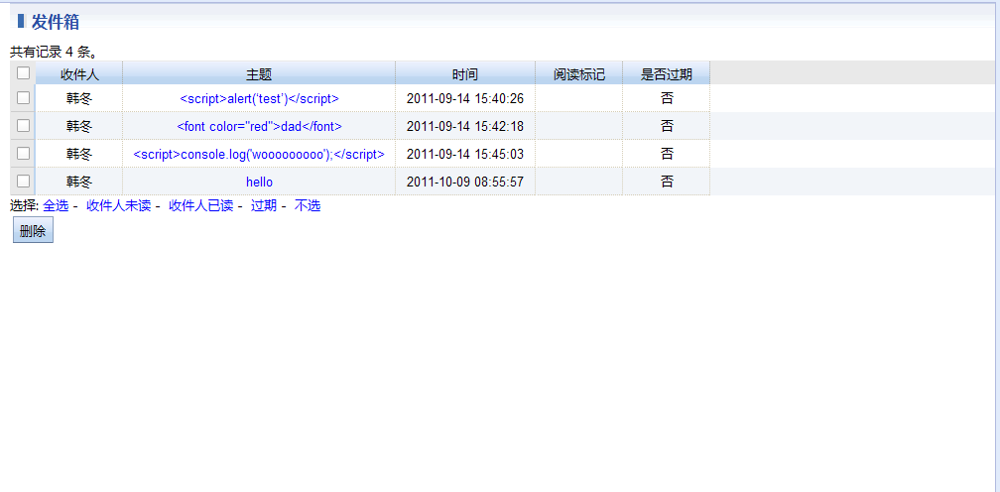 发件箱
共有记录 4 条。
收件人 主题 时间 阅读标记 是否过期
韩冬 <script>alert(‘test’)</script> 2011-09-14 15:40:26 否
韩冬 <font color="red">dad</font> 2011-09-14 15:42:18 否
韩冬 <script>console.log('wooooooooo');</script> 2011-09-14 15:45:03 否
韩冬 hello 2011-10-09 08:55:57 否
选择: 全选 - 收件人未读 - 收件人已读 - 过期 - 不选
删除